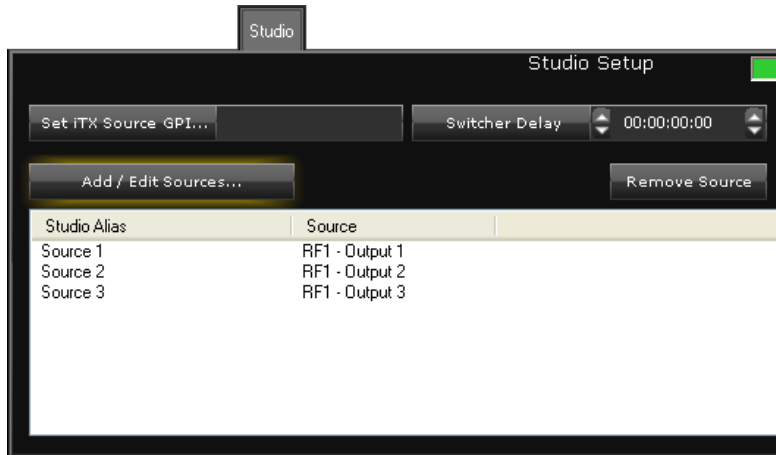 Studio
Studio Setup
Set iTX Source GPI... Switcher Delay 00:00:00:00
Add / Edit Sources... Remove Source
Studio Alias Source
Source 1 RF1 - Output 1
Source 2 RF1 - Output 2
Source 3 RF1 - Output 3